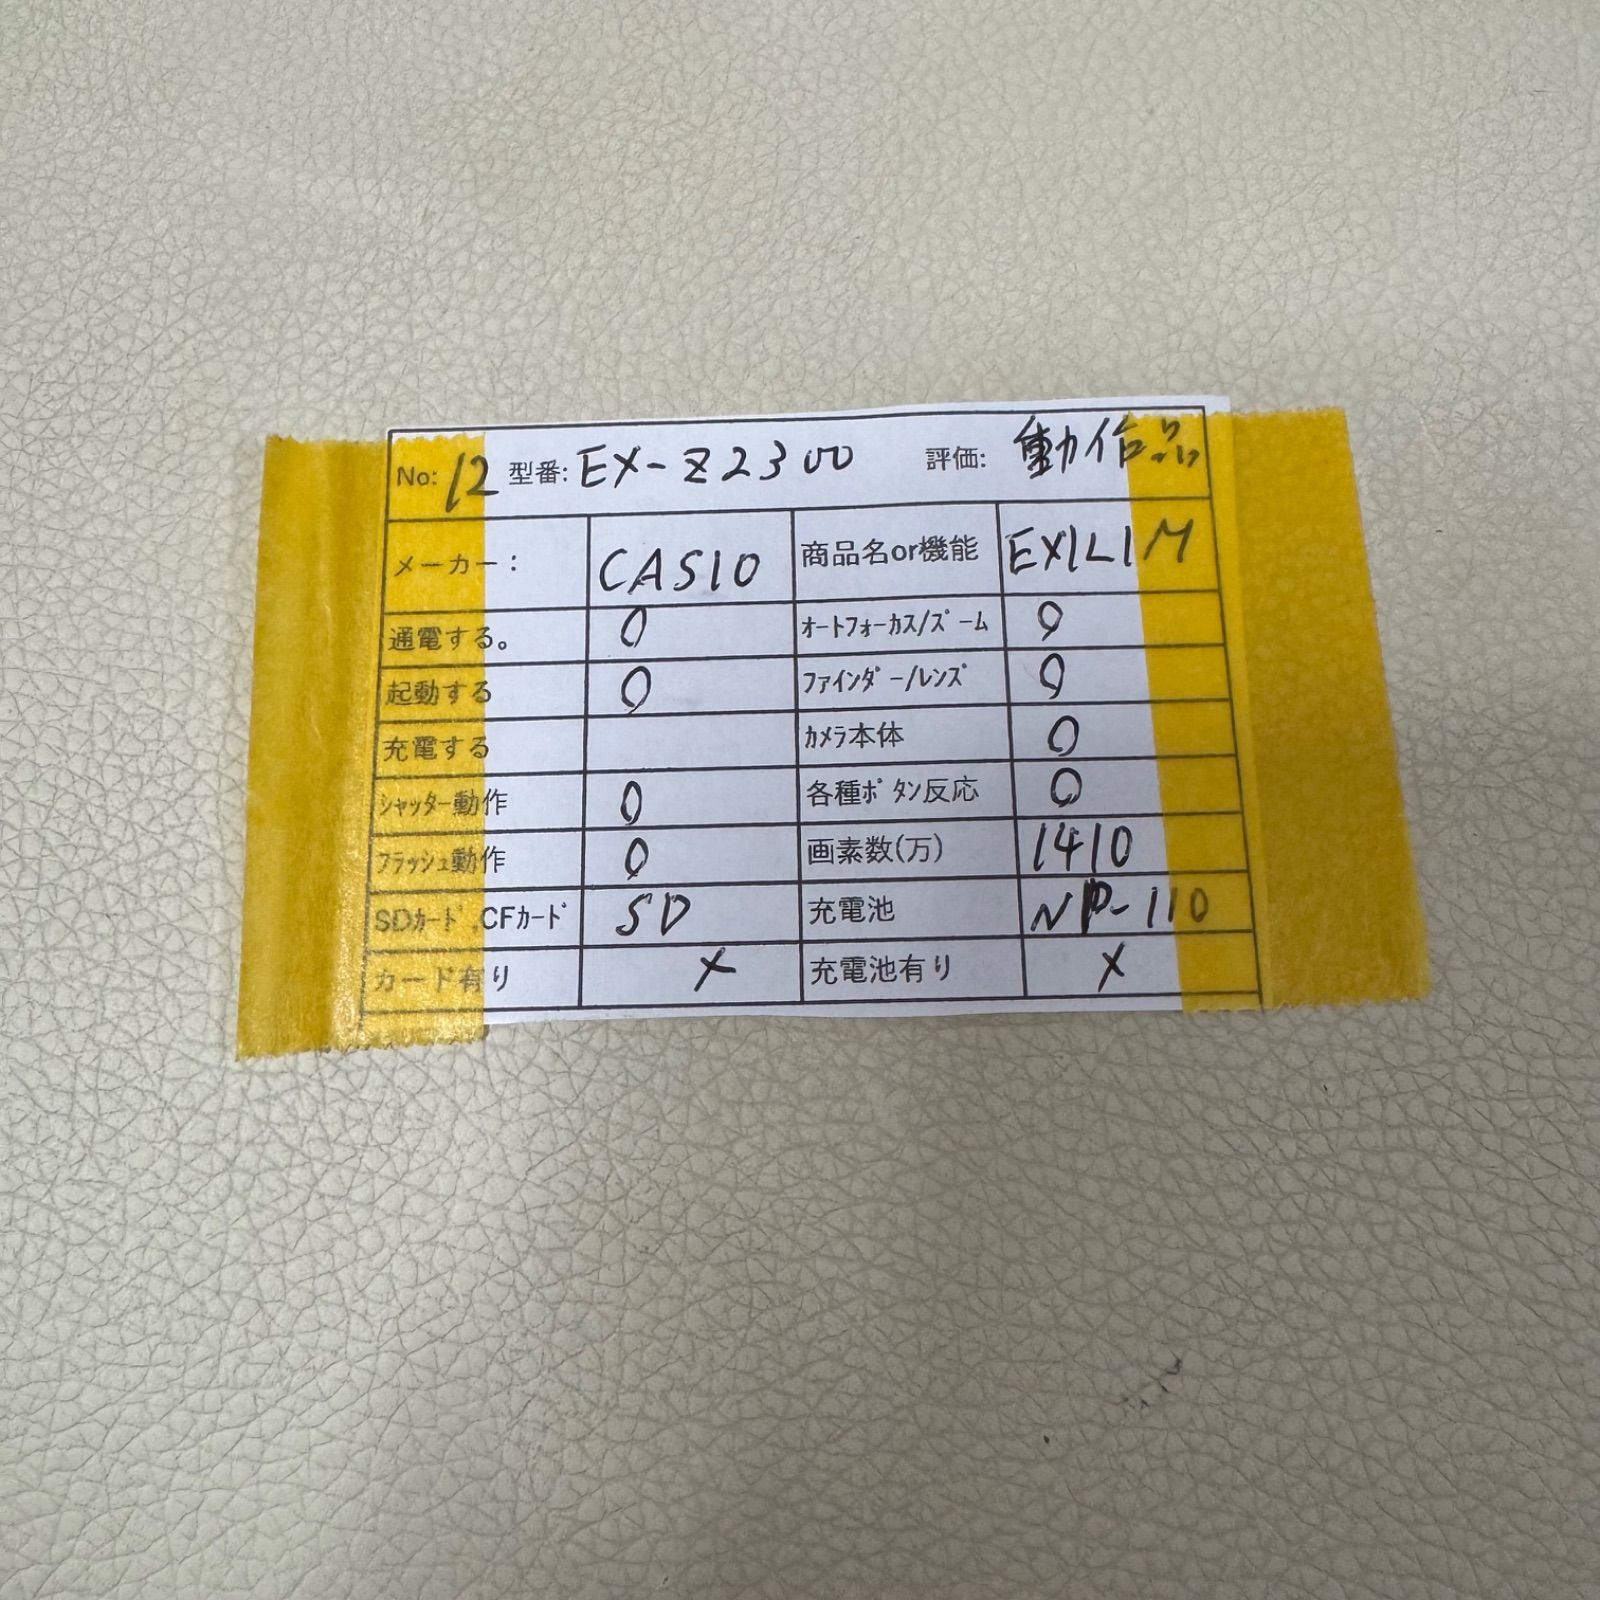 No: 12 型番: EX-Z2300 評価: 動作品
メーカー: CASIO 商品名or機能 EXILIM
通電する。 O オートフォーカス/ズーム O
起動する O ファインダー/レンズ O
充電する カメラ本体 O
シャッター動作 O 各種ボタン反応 O
フラッシュ動作 O 画素数(万) 1410
SDカード,CFカード SD 充電池 NP-110
カード有り × 充電池有り ×